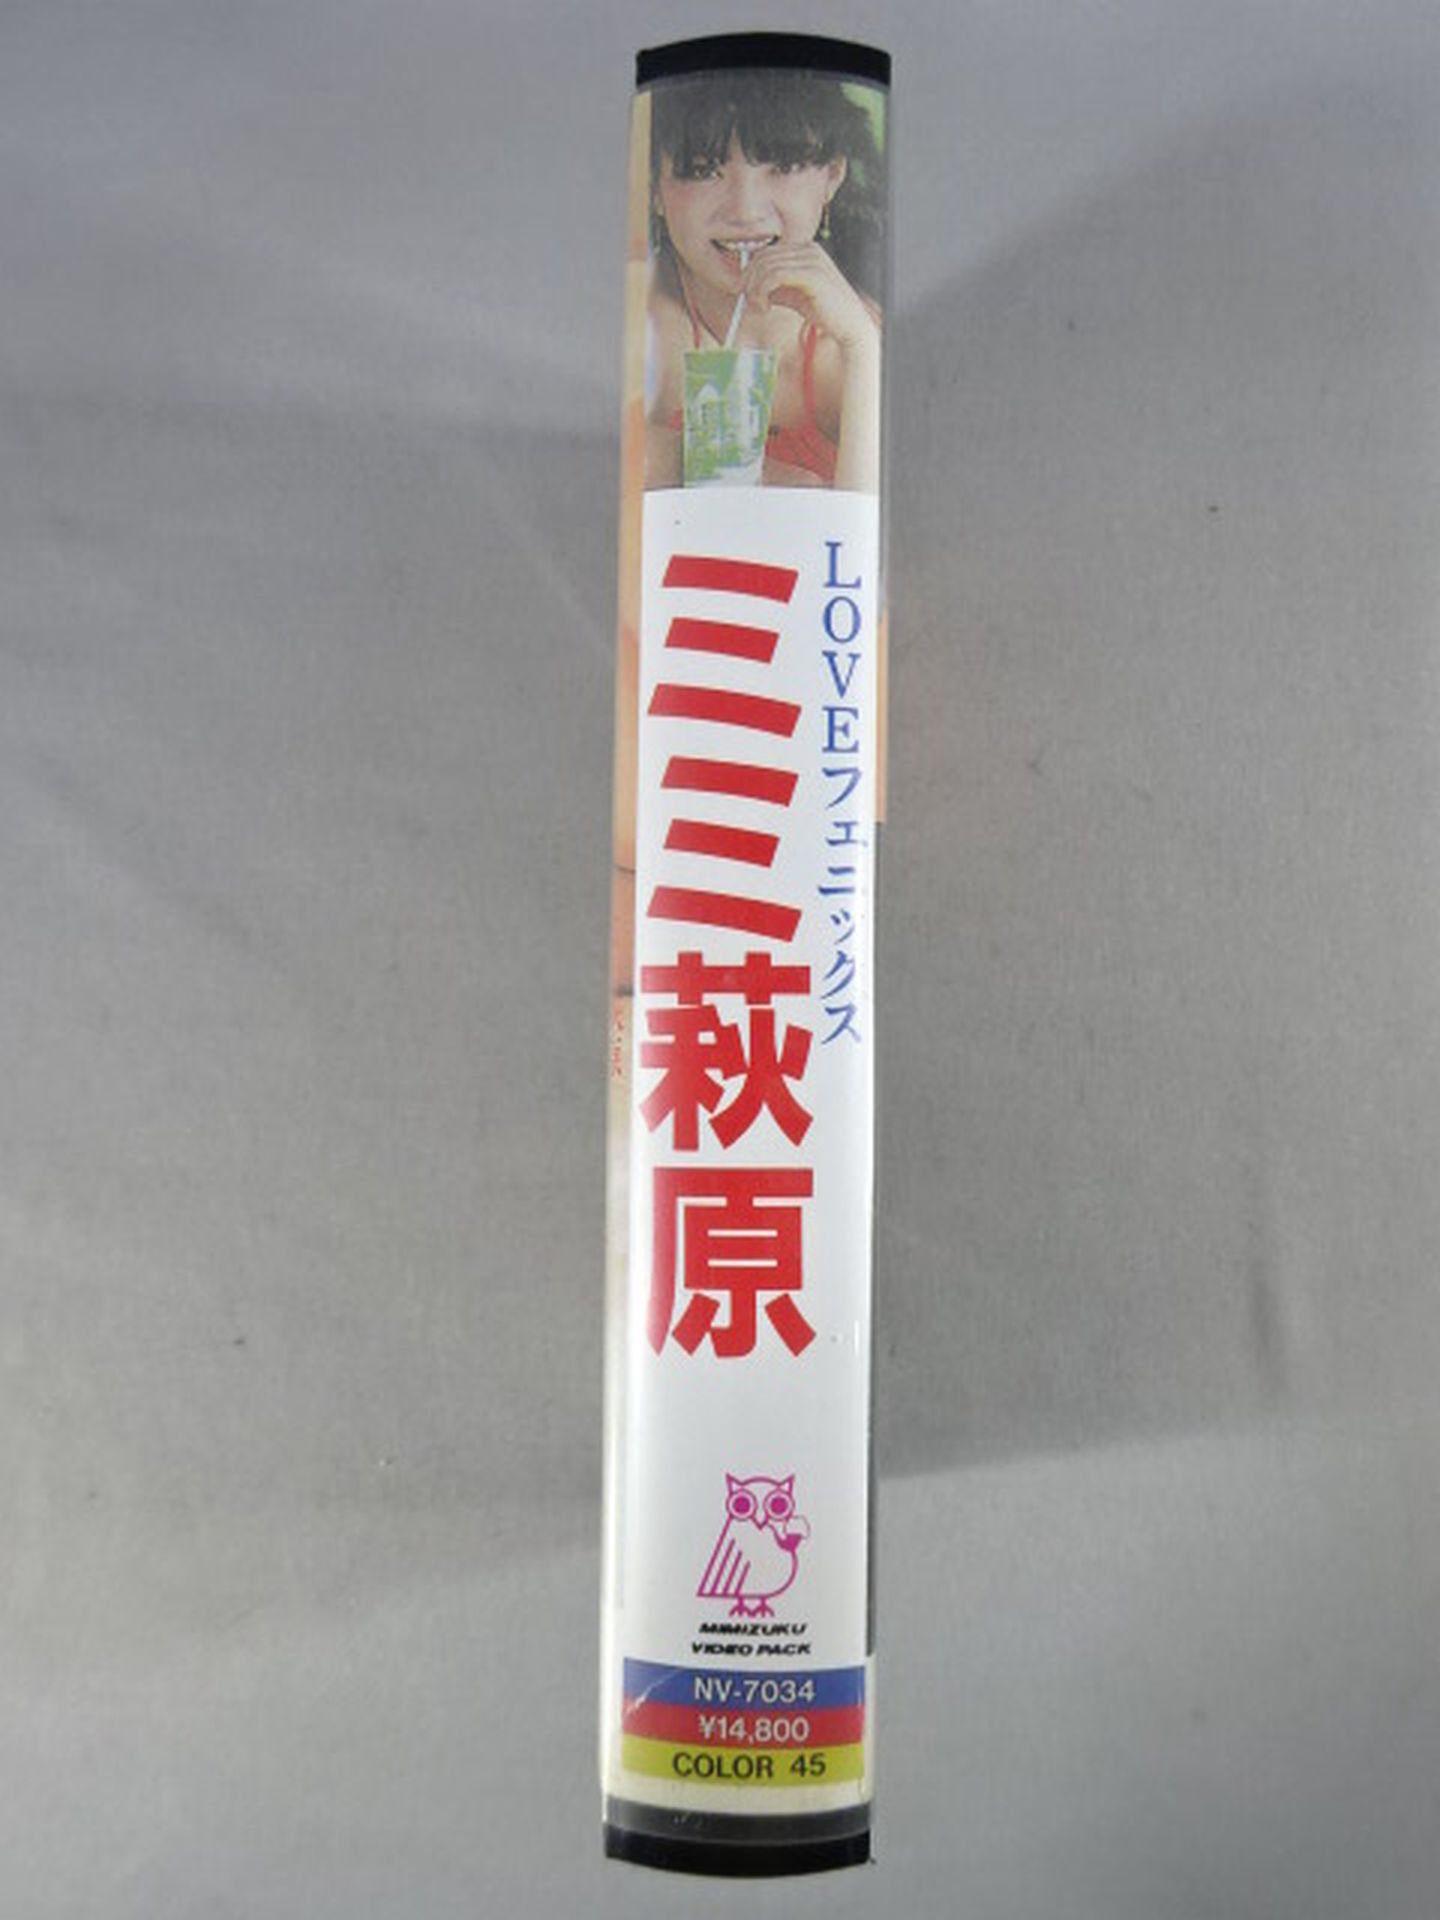 LOVEフェニックス
ミミ萩原
MIMIZUKU
VIDEO PACK
NV-7034
¥14,800
COLOR 45